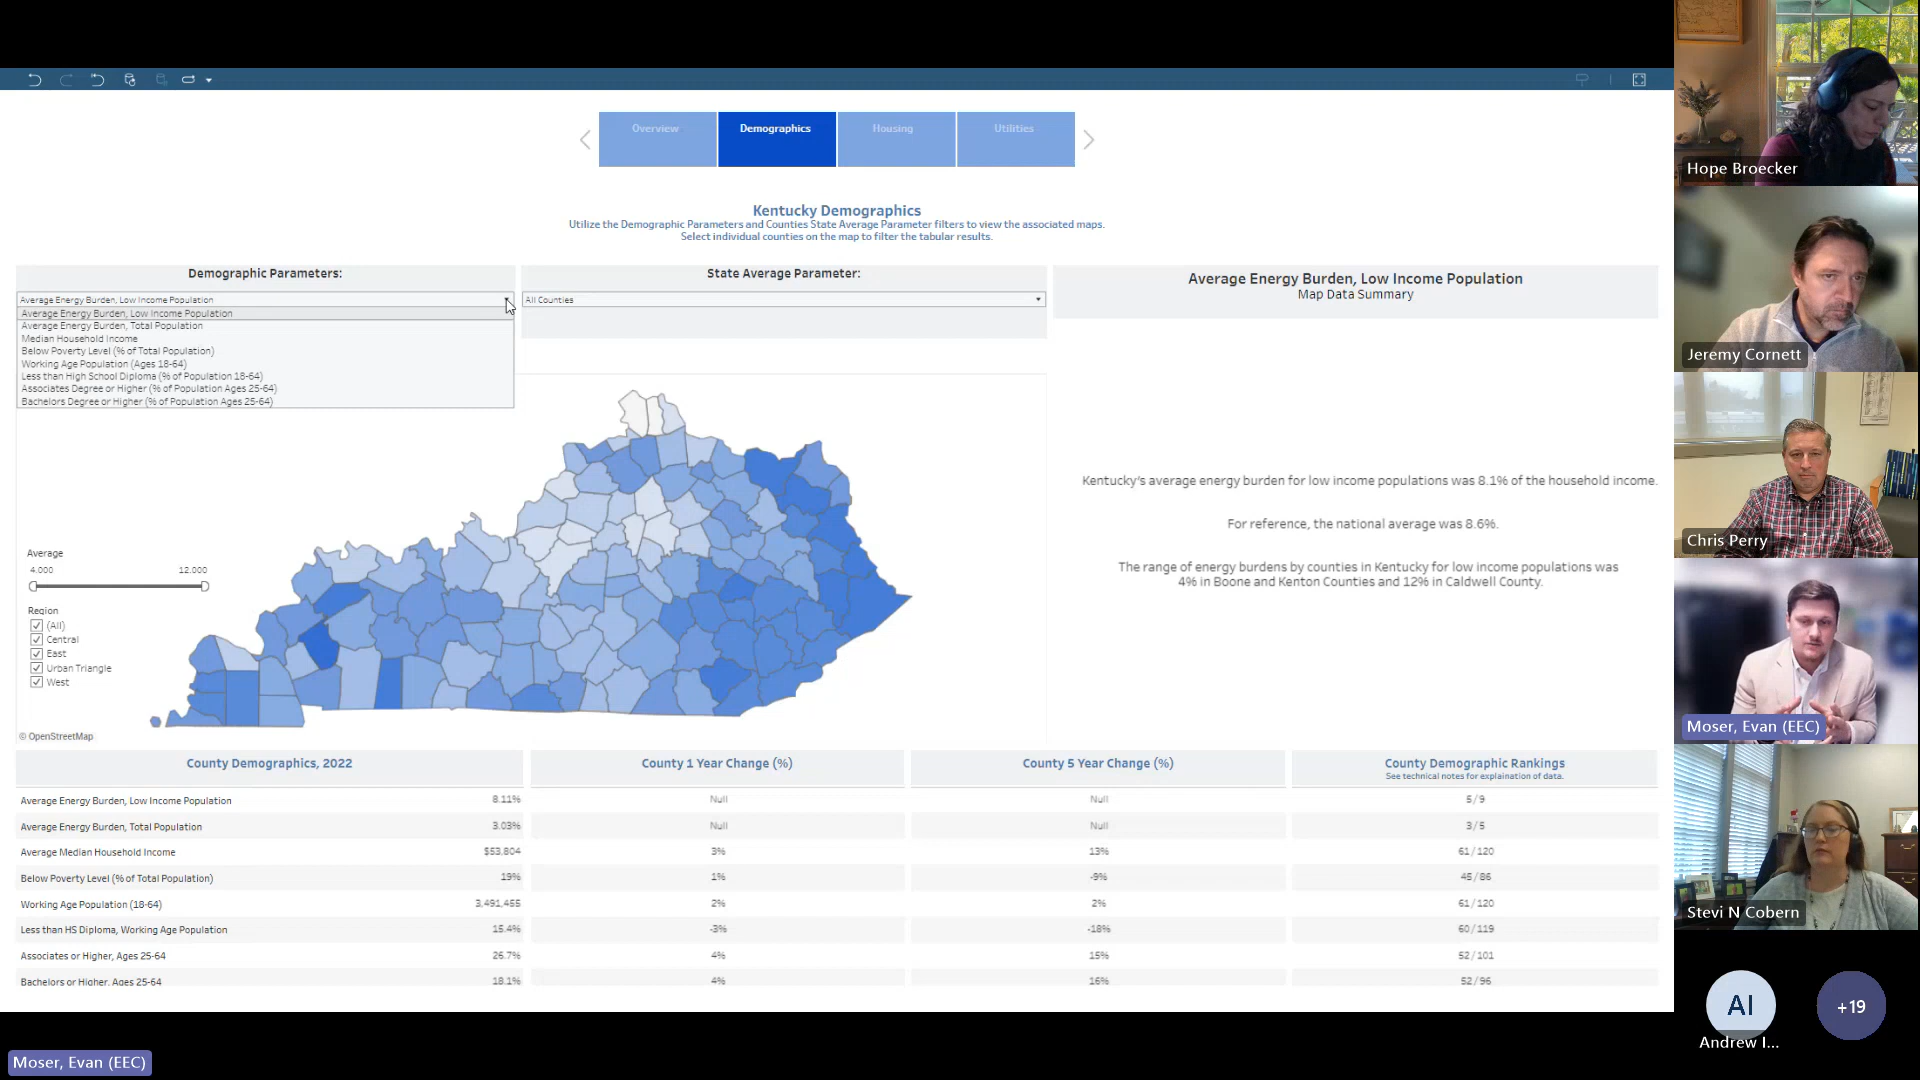 Overview
Demographics
Housing
Utilities
Kentucky Demographics
Utilize the Demographic Parameters and Counties State Average Parameter filters to view the associated maps.
Select individual counties on the map to filter the tabular results.
Demographic Parameters:
Average Energy Burden, Low Income Population
Average Energy Burden, Low Income Population
Average Energy Burden, Total Population
Median Household Income
Below Poverty Level (% of Total Population)
Working Age Population (Ages 18-64)
Less than High School Diploma (% of Population 18-64)
Associates Degree or Higher (% of Population Ages 25-64)
Bachelors Degree or Higher (% of Population Ages 25-64)
State Average Parameter:
All Counties
Average Energy Burden, Low Income Population
Map Data Summary
Kentucky's average energy burden for low income populations was 8.1% of the household income.
For reference, the national average was 8.6%.
The range of energy burdens by counties in Kentucky for low income populations was
4% in Boone and Kenton Counties and 12% in Caldwell County.
Average
4.000 12.000
Region
(All)
Central
East
Urban Triangle
West
© OpenStreetMap
County Demographics, 2022
County 1 Year Change (%)
County 5 Year Change (%)
County Demographic Rankings
See technical notes for explaination of data.
Average Energy Burden, Low Income Population 8.11% Null Null 5/9
Average Energy Burden, Total Population 3.03% Null Null 3/5
Average Median Household Income $53,804 3% 13% 61/120
Below Poverty Level (% of Total Population) 19% 1% -9% 45/86
Working Age Population (18-64) 3,491,455 2% 2% 61/120
Less than HS Diploma, Working Age Population 15.4% -3% -18% 60/119
Associates or Higher, Ages 25-64 26.7% 4% 15% 52/101
Bachelors or Higher, Ages 25-64 18.1% 4% 16% 52/96
Hope Broecker
Jeremy Cornett
Chris Perry
Moser, Evan (EEC)
Stevi N Cobern
AI
+19
Andrew I...
Moser, Evan (EEC)